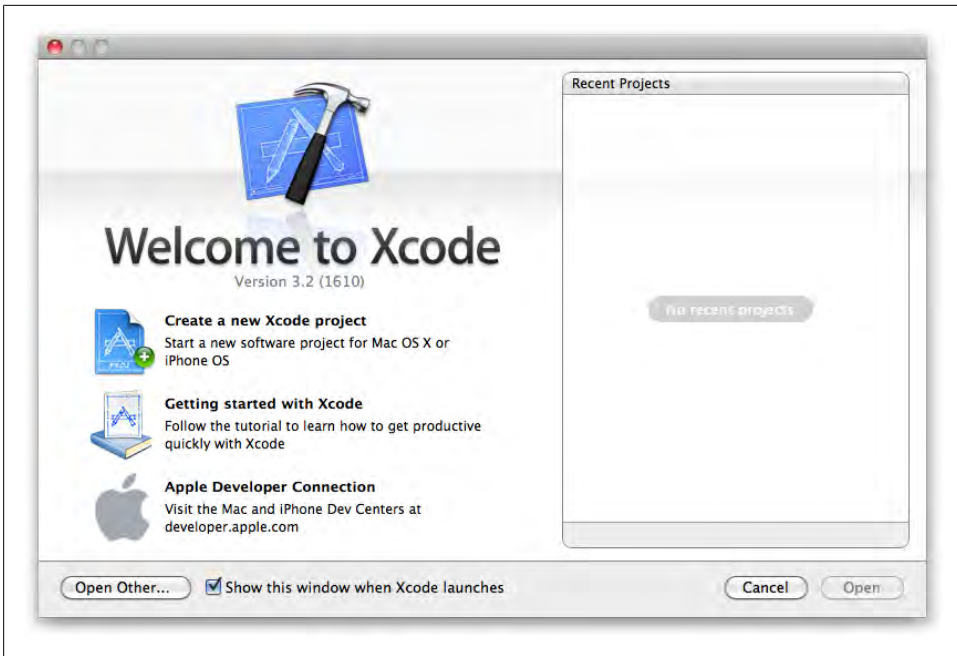 Recent Projects
No recent projects
Welcome to Xcode
Version 3.2 (1610)
Create a new Xcode project
Start a new software project for Mac OS X or
iPhone OS
Getting started with Xcode
Follow the tutorial to learn how to get productive
quickly with Xcode
Apple Developer Connection
Visit the Mac and iPhone Dev Centers at
developer.apple.com
Open Other...
Show this window when Xcode launches
Cancel
Open